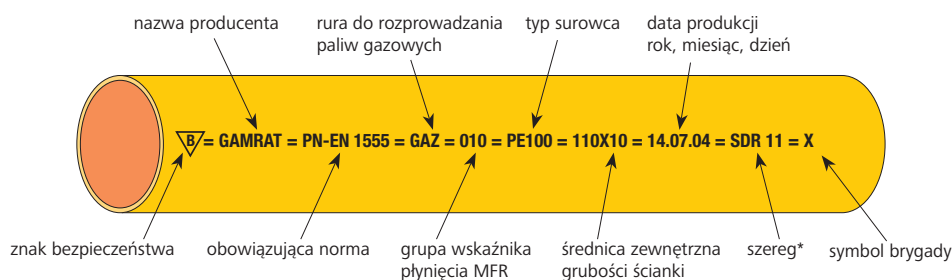 nazwa producenta
rura do rozprowadzania
paliw gazowych
typ surowca
data produkcji
rok, miesiąc, dzień
B = GAMRAT = PN-EN 1555 = GAZ = 010 = PE100 = 110X10 = 14.07.04 = SDR 11 = X
znak bezpieczeństwa
obowiązująca norma
grupa wskaźnika
płynięcia MFR
średnica zewnętrzna
grubości ścianki
szereg*
symbol brygady